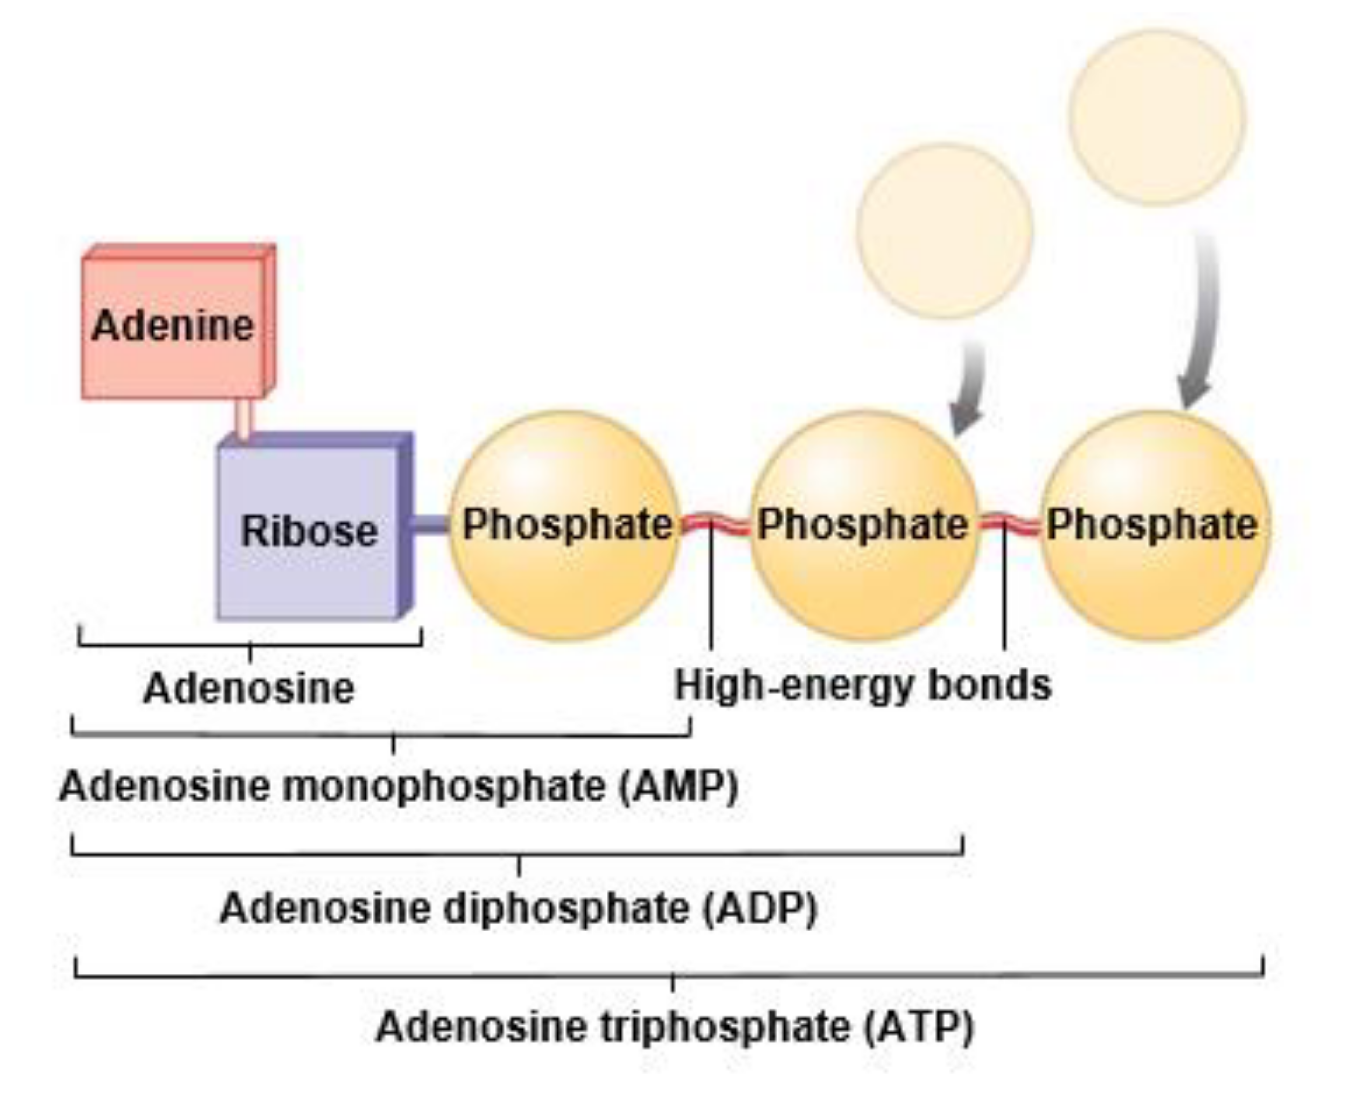 Adenine
Ribose
Phosphate
Phosphate
Phosphate
Adenosine
High-energy bonds
Adenosine monophosphate (AMP)
Adenosine diphosphate (ADP)
Adenosine triphosphate (ATP)